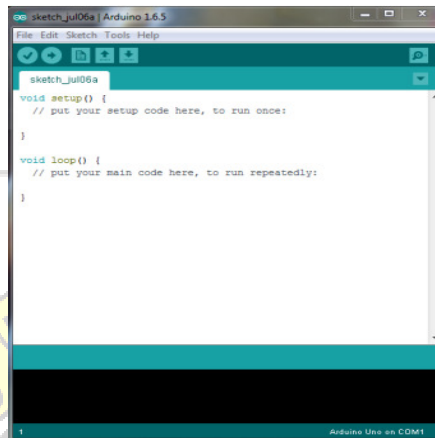 sketch_jul06a | Arduino 1.6.5
File Edit Sketch Tools Help
sketch_jul06a
void setup() {
// put your setup code here, to run once:
}
void loop() {
// put your main code here, to run repeatedly:
}
1
Arduino Uno on COM1